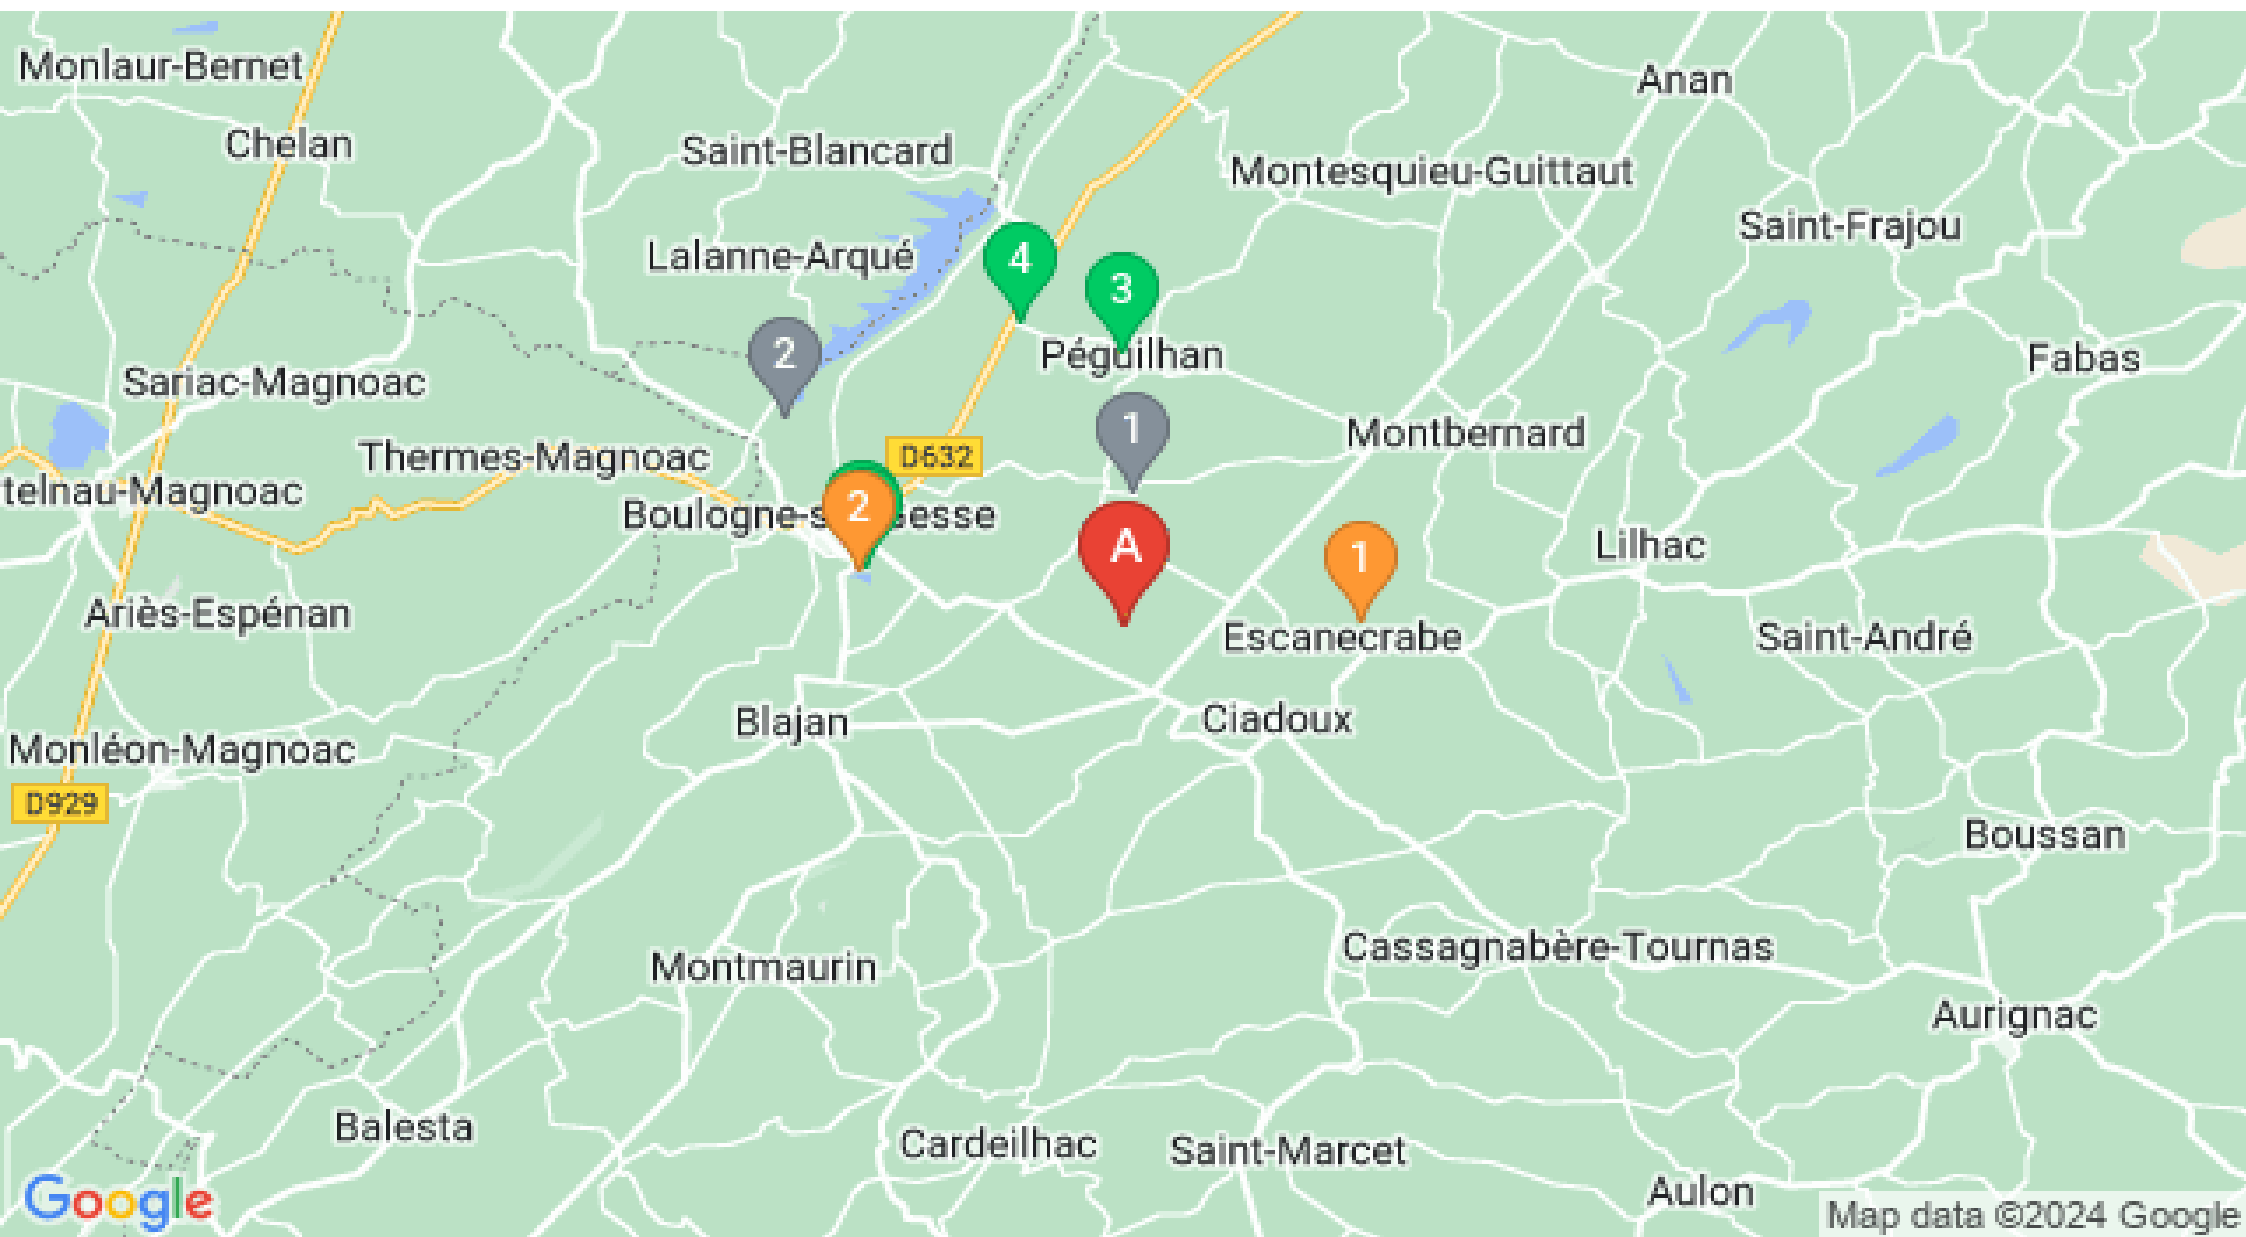 Monlaur-Bernet
Anan
Chelan
Saint-Blancard
Montesquieu-Guittaut
Saint-Frajou
Lalanne-Arqué
4
3
2
Péguilhan
Fabas
Sariac-Magnoac
1
Montbernard
Thermes-Magnoac
D632
telnau-Magnoac
2
Boulogne-s
esse
A
1
Lilhac
Ariès-Espénan
Escanecrabe
Saint-André
Blajan
Ciadoux
Monléon-Magnoac
D929
Boussan
Cassagnabère-Tournas
Montmaurin
Aurignac
Balesta
Cardeilhac
Saint-Marcet
Aulon
Google
Map data ©2024 Google